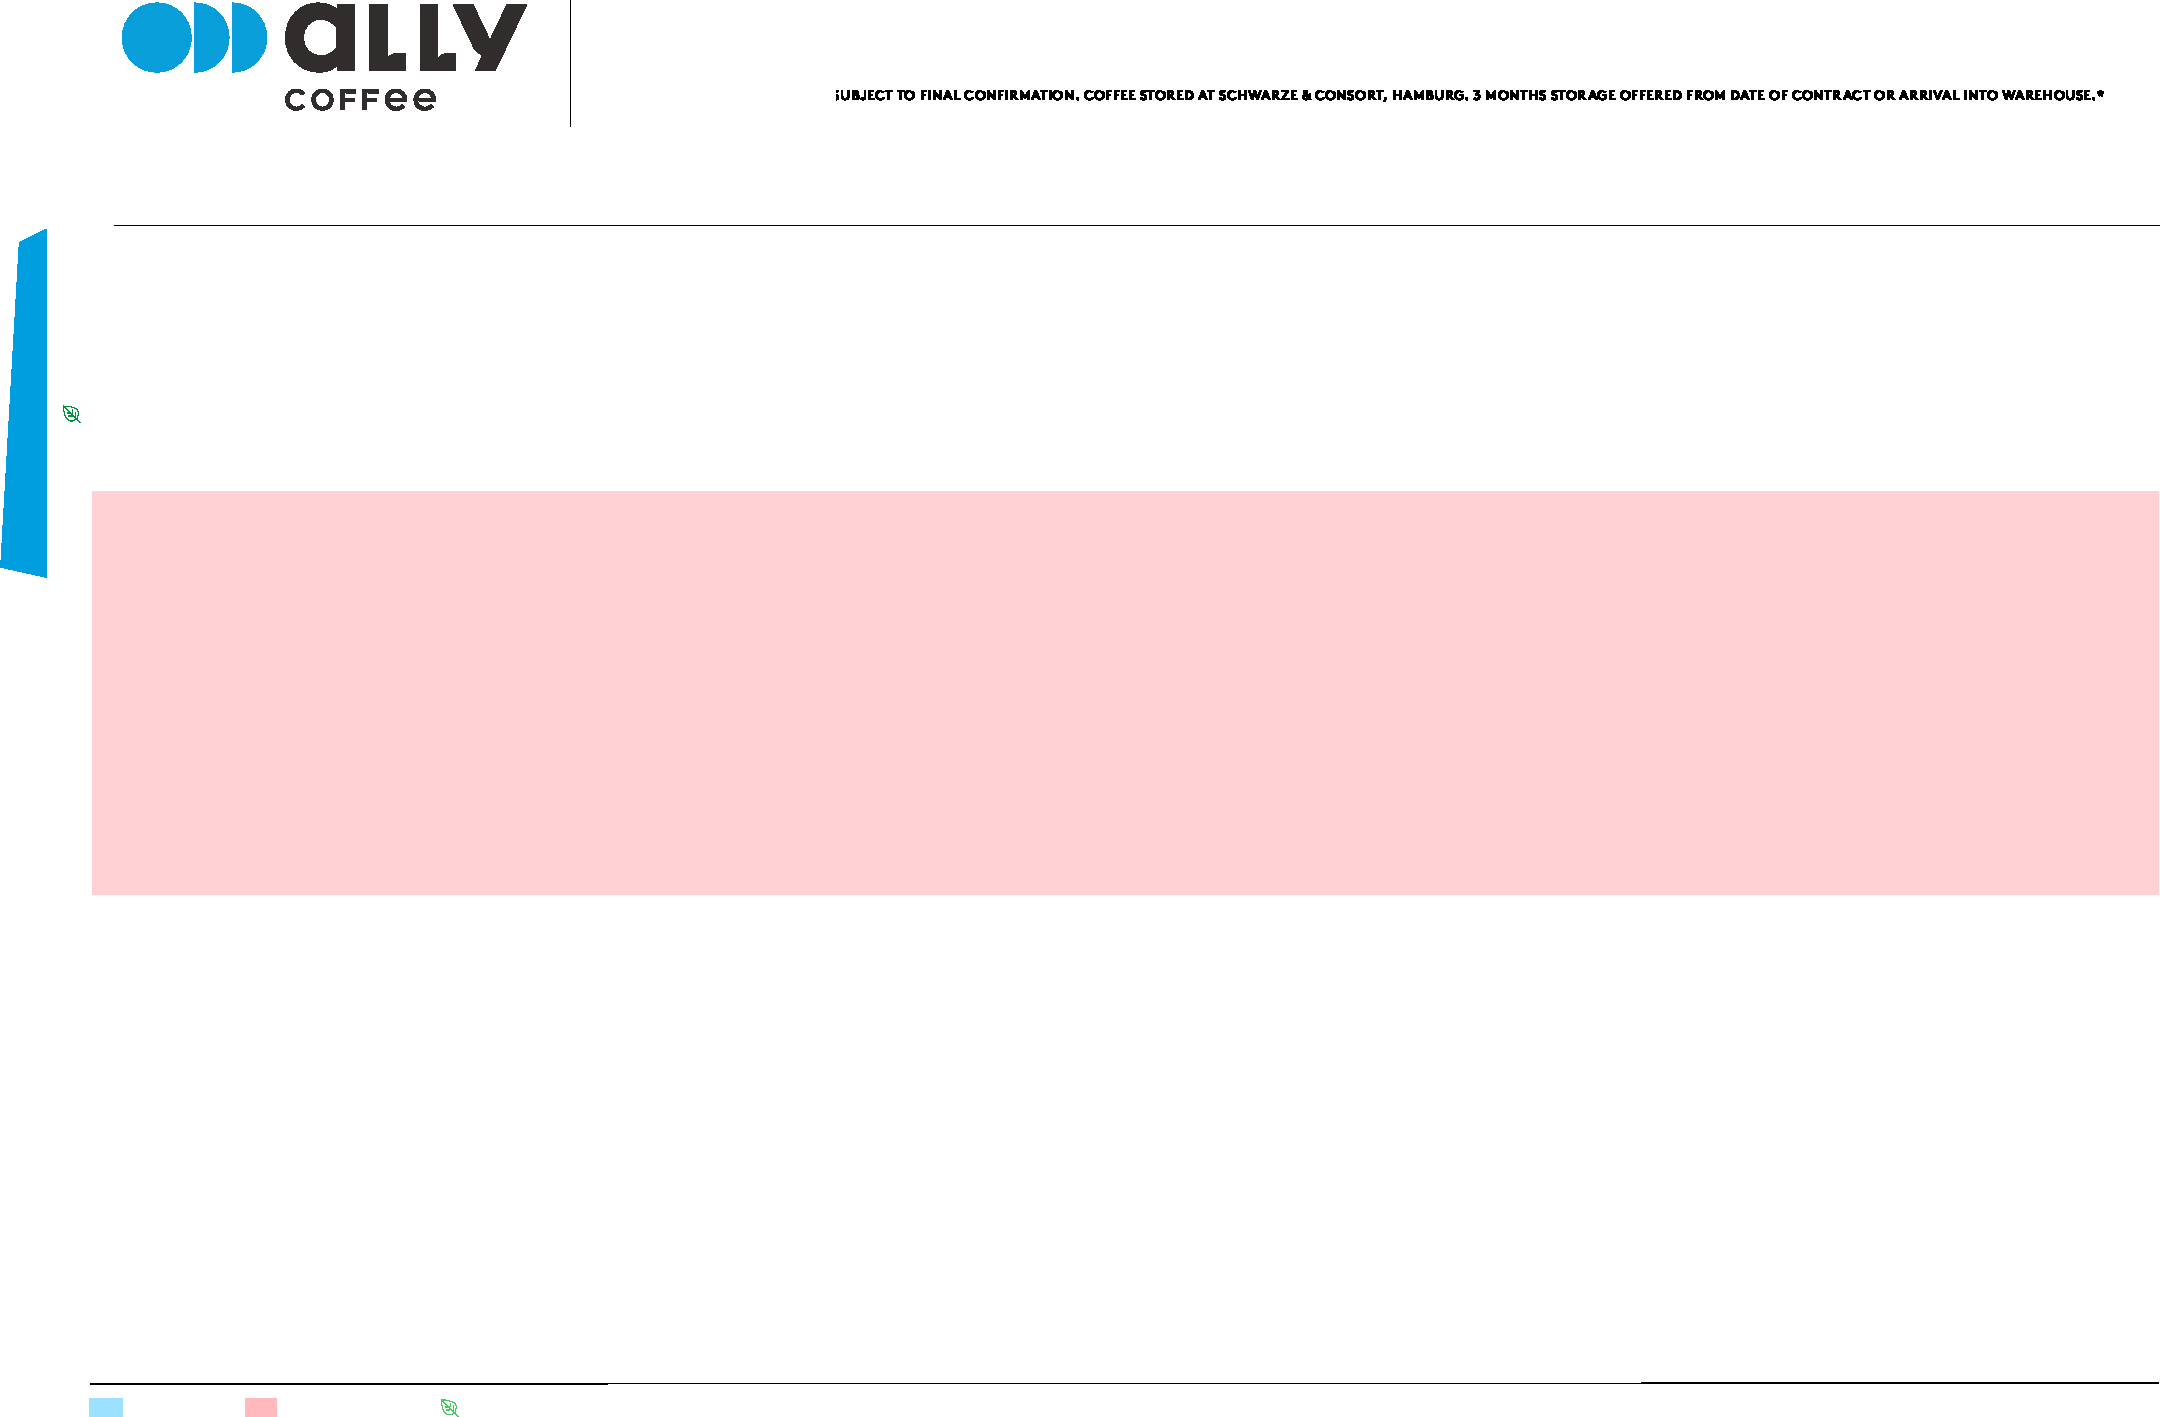 aLLy
COFFee
SUBJECT TO FINAL CONFIRMATION. COFFEE STORED AT SCHWARZE & CONSORT, HAMBURG. 3 MONTHS STORAGE OFFERED FROM DATE OF CONTRACT OR ARRIVAL INTO WAREHOUSE.*